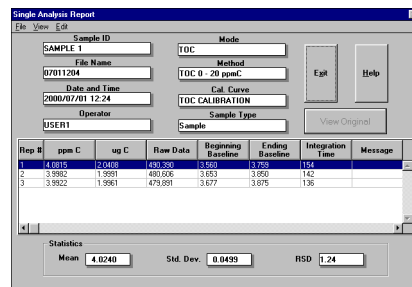 Single Analysis Report
File View Edit
Sample ID
SAMPLE 1
Mode
TOC
File Name
07011204
Method
TOC 0 - 20 ppmC
Date and Time
2000/07/01 12:24
Cal. Curve
TOC CALIBRATION
Operator
USER1
Sample Type
Sample
Exit
Help
View Original
Rep # ppm C ug C Raw Data Beginning Baseline Ending Baseline Integration Time Message
1 4.0815 2.0408 490,390 3.560 3.759 154
2 3.9982 1.9991 480,606 3.653 3.850 142
3 3.9922 1.9961 479,891 3.677 3.875 136
Statistics
Mean 4.0240 Std. Dev. 0.0499 RSD 1.24